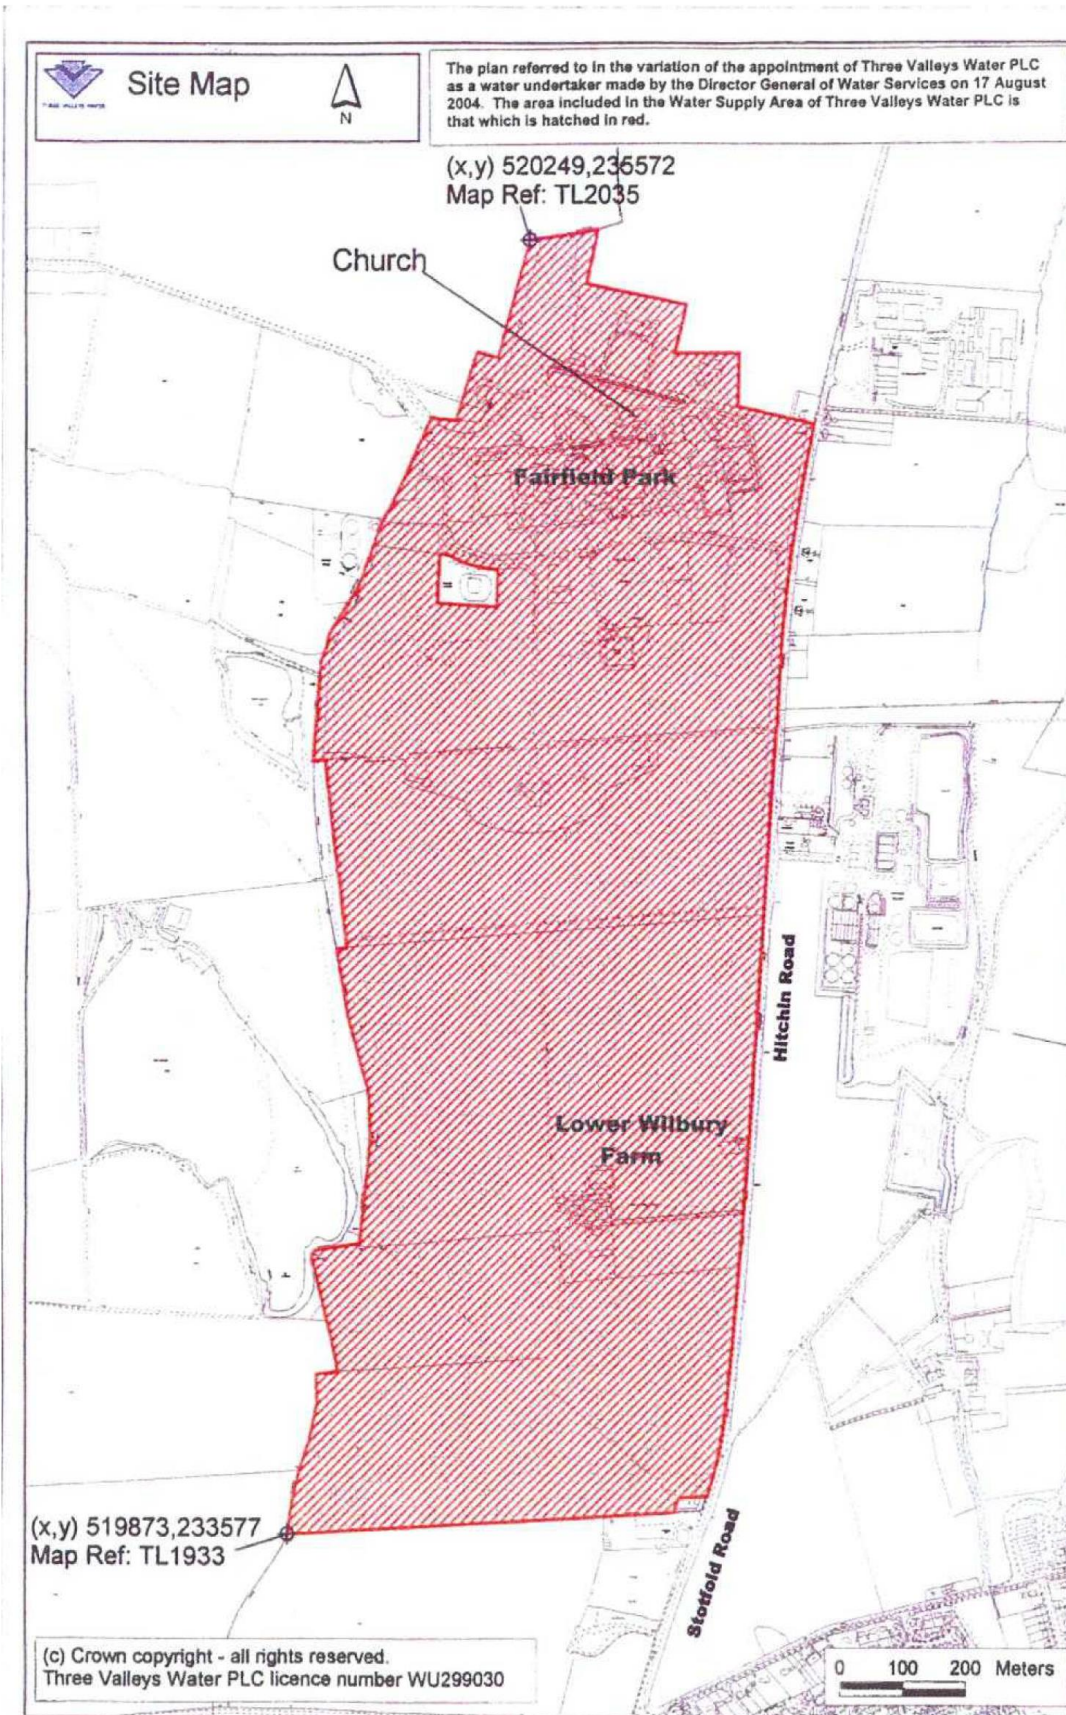 Site Map
N
THREE VALLEYS WATER
The plan referred to in the variation of the appointment of Three Valleys Water PLC
as a water undertaker made by the Director General of Water Services on 17 August
2004. The area included in the Water Supply Area of Three Valleys Water PLC is
that which is hatched in red.
(x,y) 520249,235572
Map Ref: TL2035
Church
Fairfield Park
Hitchin Road
Lower Wilbury
Farm
(x,y) 519873,233577
Map Ref: TL1933
Stotfold Road
(c) Crown copyright - all rights reserved.
Three Valleys Water PLC licence number WU299030
0 100 200 Meters